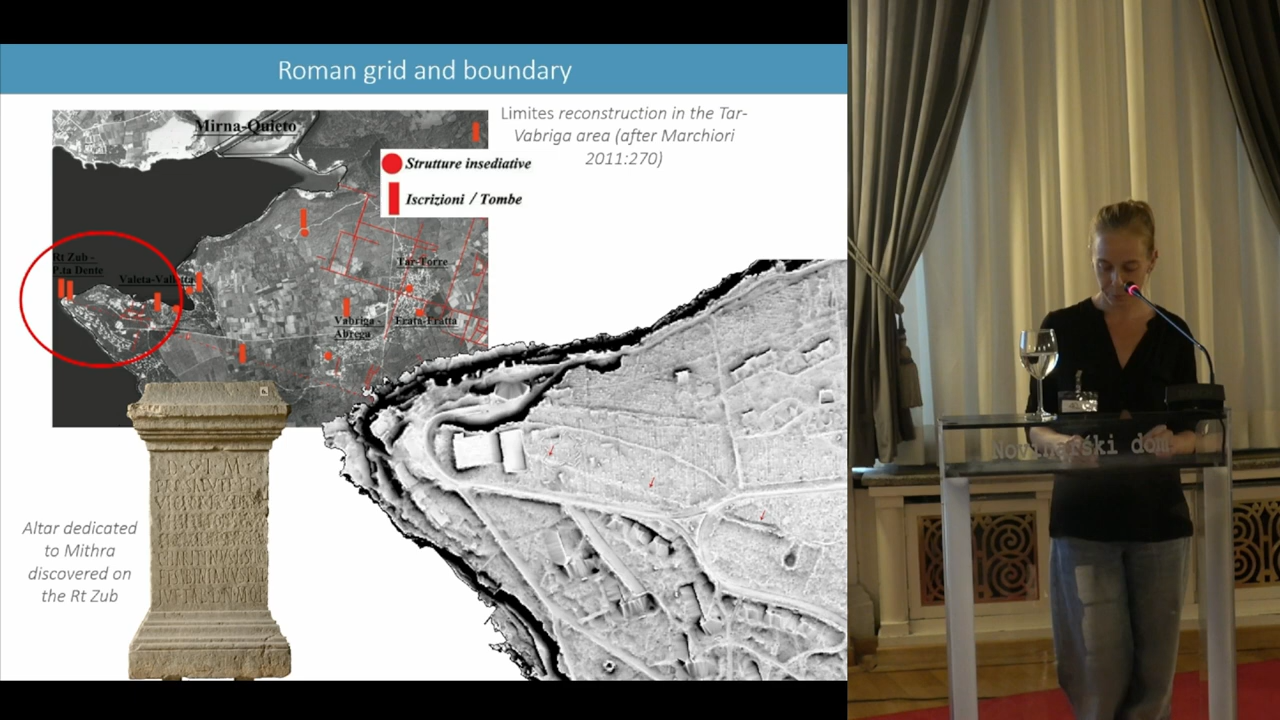 Roman grid and boundary
Limites reconstruction in the Tar-
Vabriga area (after Marchiori
2011:270)
Mirna-Quieto
Strutture insediative
Iscrizioni / Tombe
Rt Zub -
P.ta Dente
Valeta-Valletta
Tar-Torre
Vabriga -
Abrega
Frata-Fratta
Altar dedicated
to Mithra
discovered on
the Rt Zub
D·S·I·M
Novinarski dom